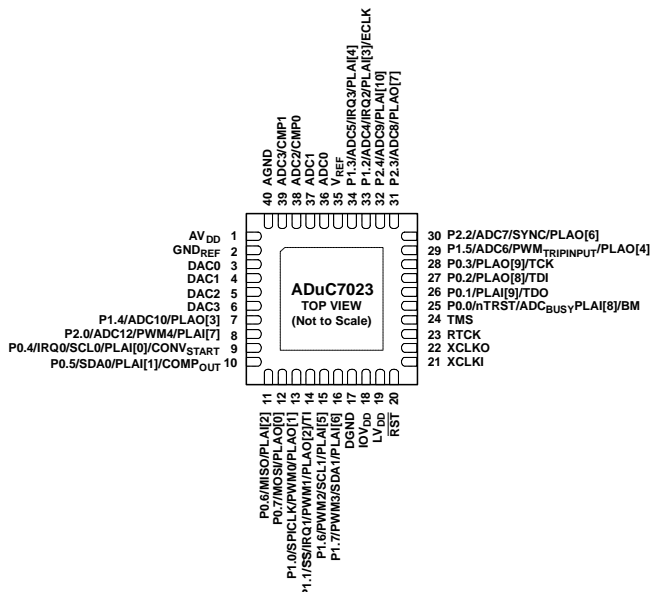 40 AGND
39 ADC3/CMP1
38 ADC2/CMP0
37 ADC1
36 ADC0
35 VREF
34 P1.3/ADC5/IRQ3/PLAI[4]
33 P1.2/ADC4/IRQ2/PLAI[3]/ECLK
32 P2.4/ADC9/PLAI[10]
31 P2.3/ADC8/PLAO[7]
AVDD 1
GNDREF 2
DAC0 3
DAC1 4
DAC2 5
DAC3 6
P1.4/ADC10/PLAO[3] 7
P2.0/ADC12/PWM4/PLAI[7] 8
P0.4/IRQ0/SCL0/PLAI[0]/CONVSTART 9
P0.5/SDA0/PLAI[1]/COMPOUT 10
ADuC7023
TOP VIEW
(Not to Scale)
30 P2.2/ADC7/SYNC/PLAO[6]
29 P1.5/ADC6/PWMTRIPINPUT/PLAO[4]
28 P0.3/PLAO[9]/TCK
27 P0.2/PLAO[8]/TDI
26 P0.1/PLAI[9]/TDO
25 P0.0/nTRST/ADCBUSYPLAI[8]/BM
24 TMS
23 RTCK
22 XCLKO
21 XCLKI
P0.6/MISO/PLAI[2] 11
P0.7/MOSI/PLAO[0] 12
P1.0/SPICLK/PWM0/PLAO[1] 13
P1.1/SS/IRQ1/PWM1/PLAO[2]/TI 14
P1.6/PWM2/SCL1/PLAI[5] 15
P1.7/PWM3/SDA1/PLAI[6] 16
DGND 17
IOVDD 18
LVDD 19
RST 20